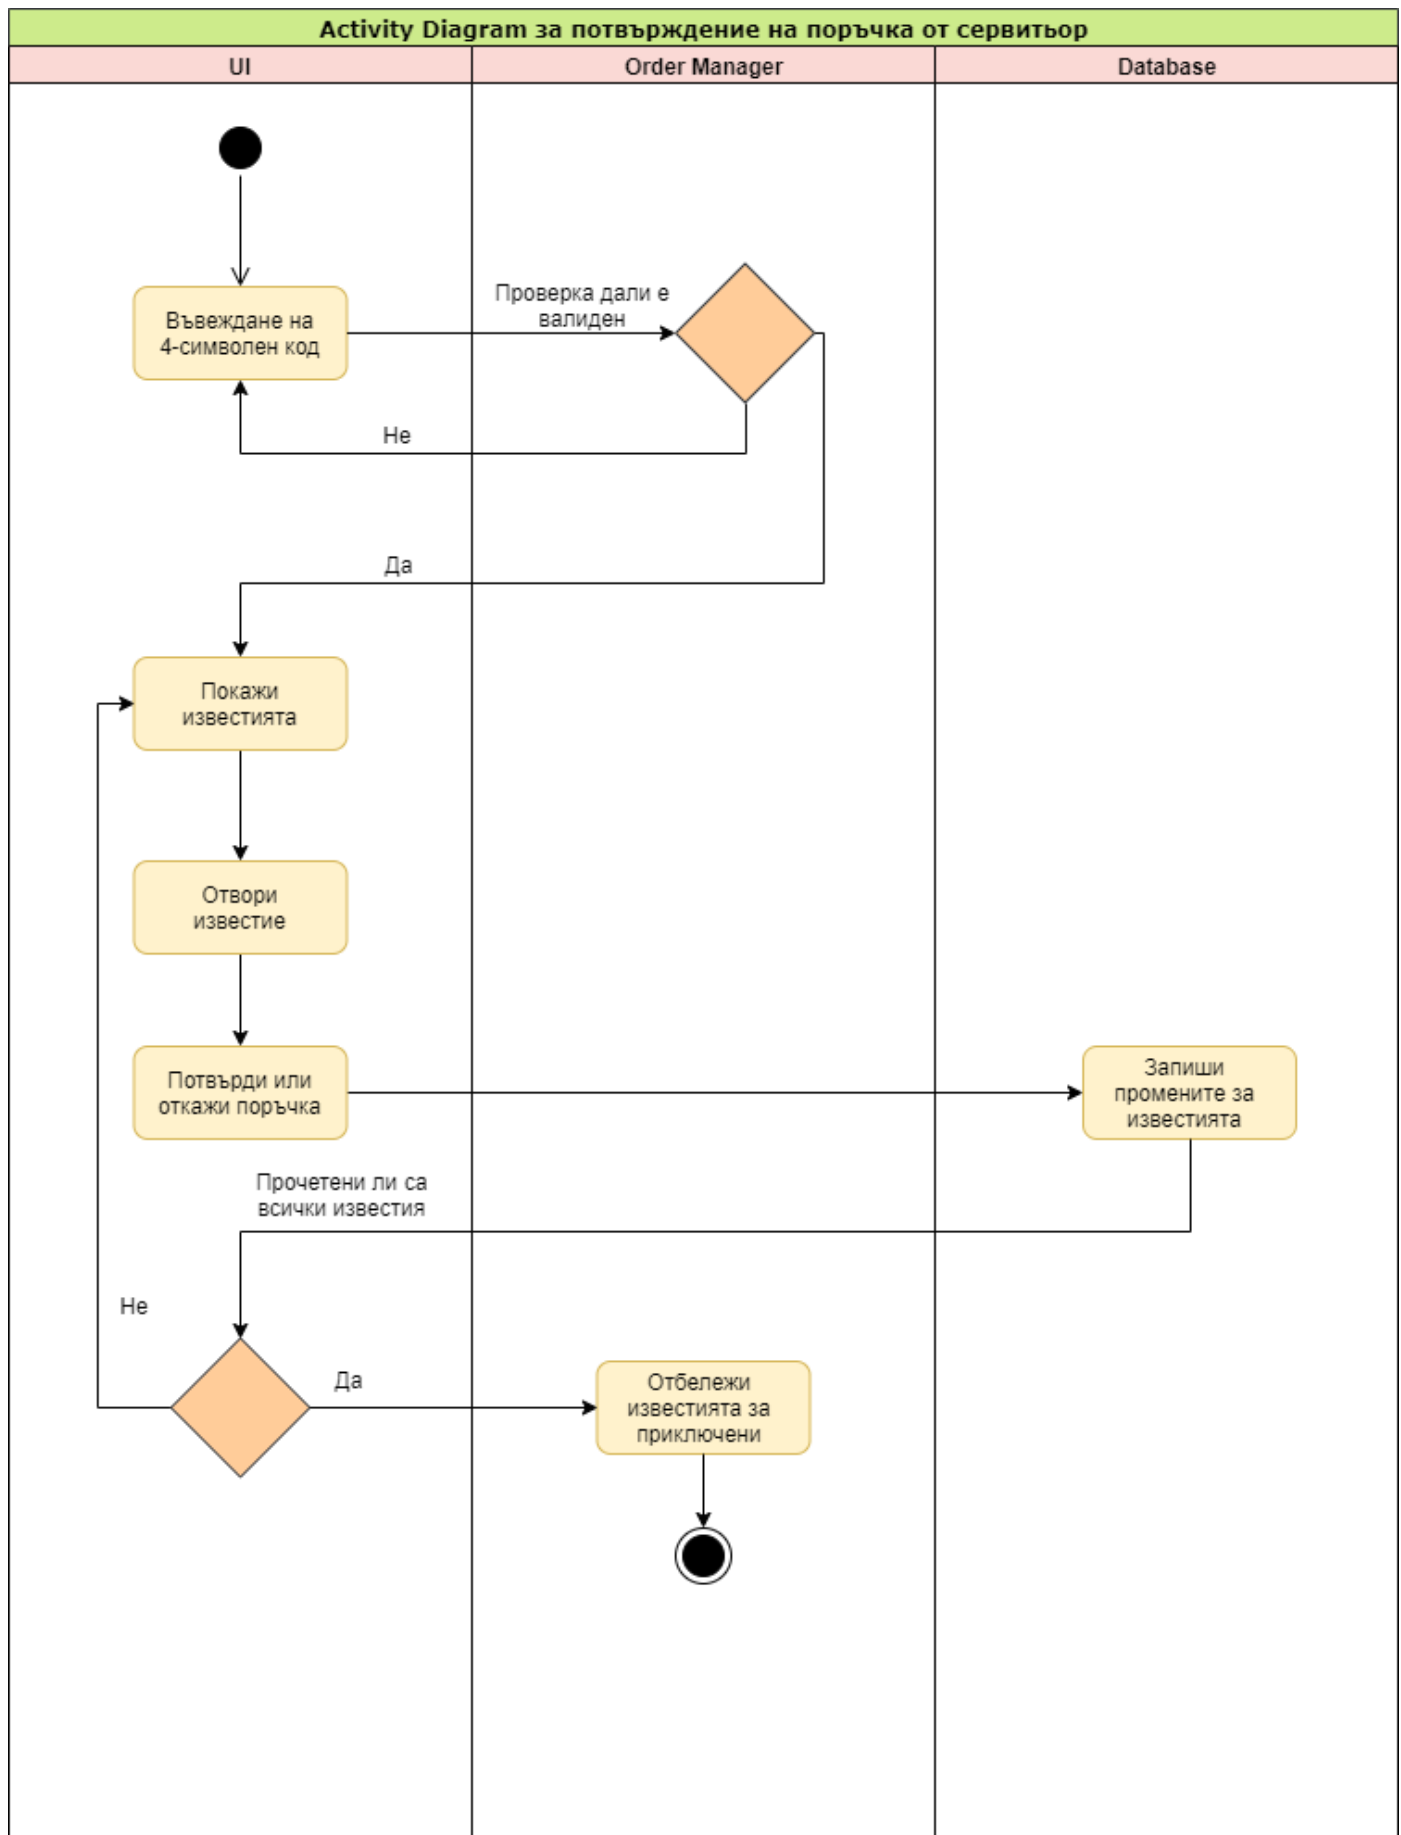 Activity Diagram за потвърждение на поръчка от сервитьор
UI
Order Manager
Database
Въвеждане на
4-символен код
Проверка дали е
валиден
Не
Да
Покажи
известията
Отвори
известие
Потвърди или
откажи поръчка
Запиши
промените за
известията
Прочетени ли са
всички известия
Не
Да
Отбележи
известията за
приключени